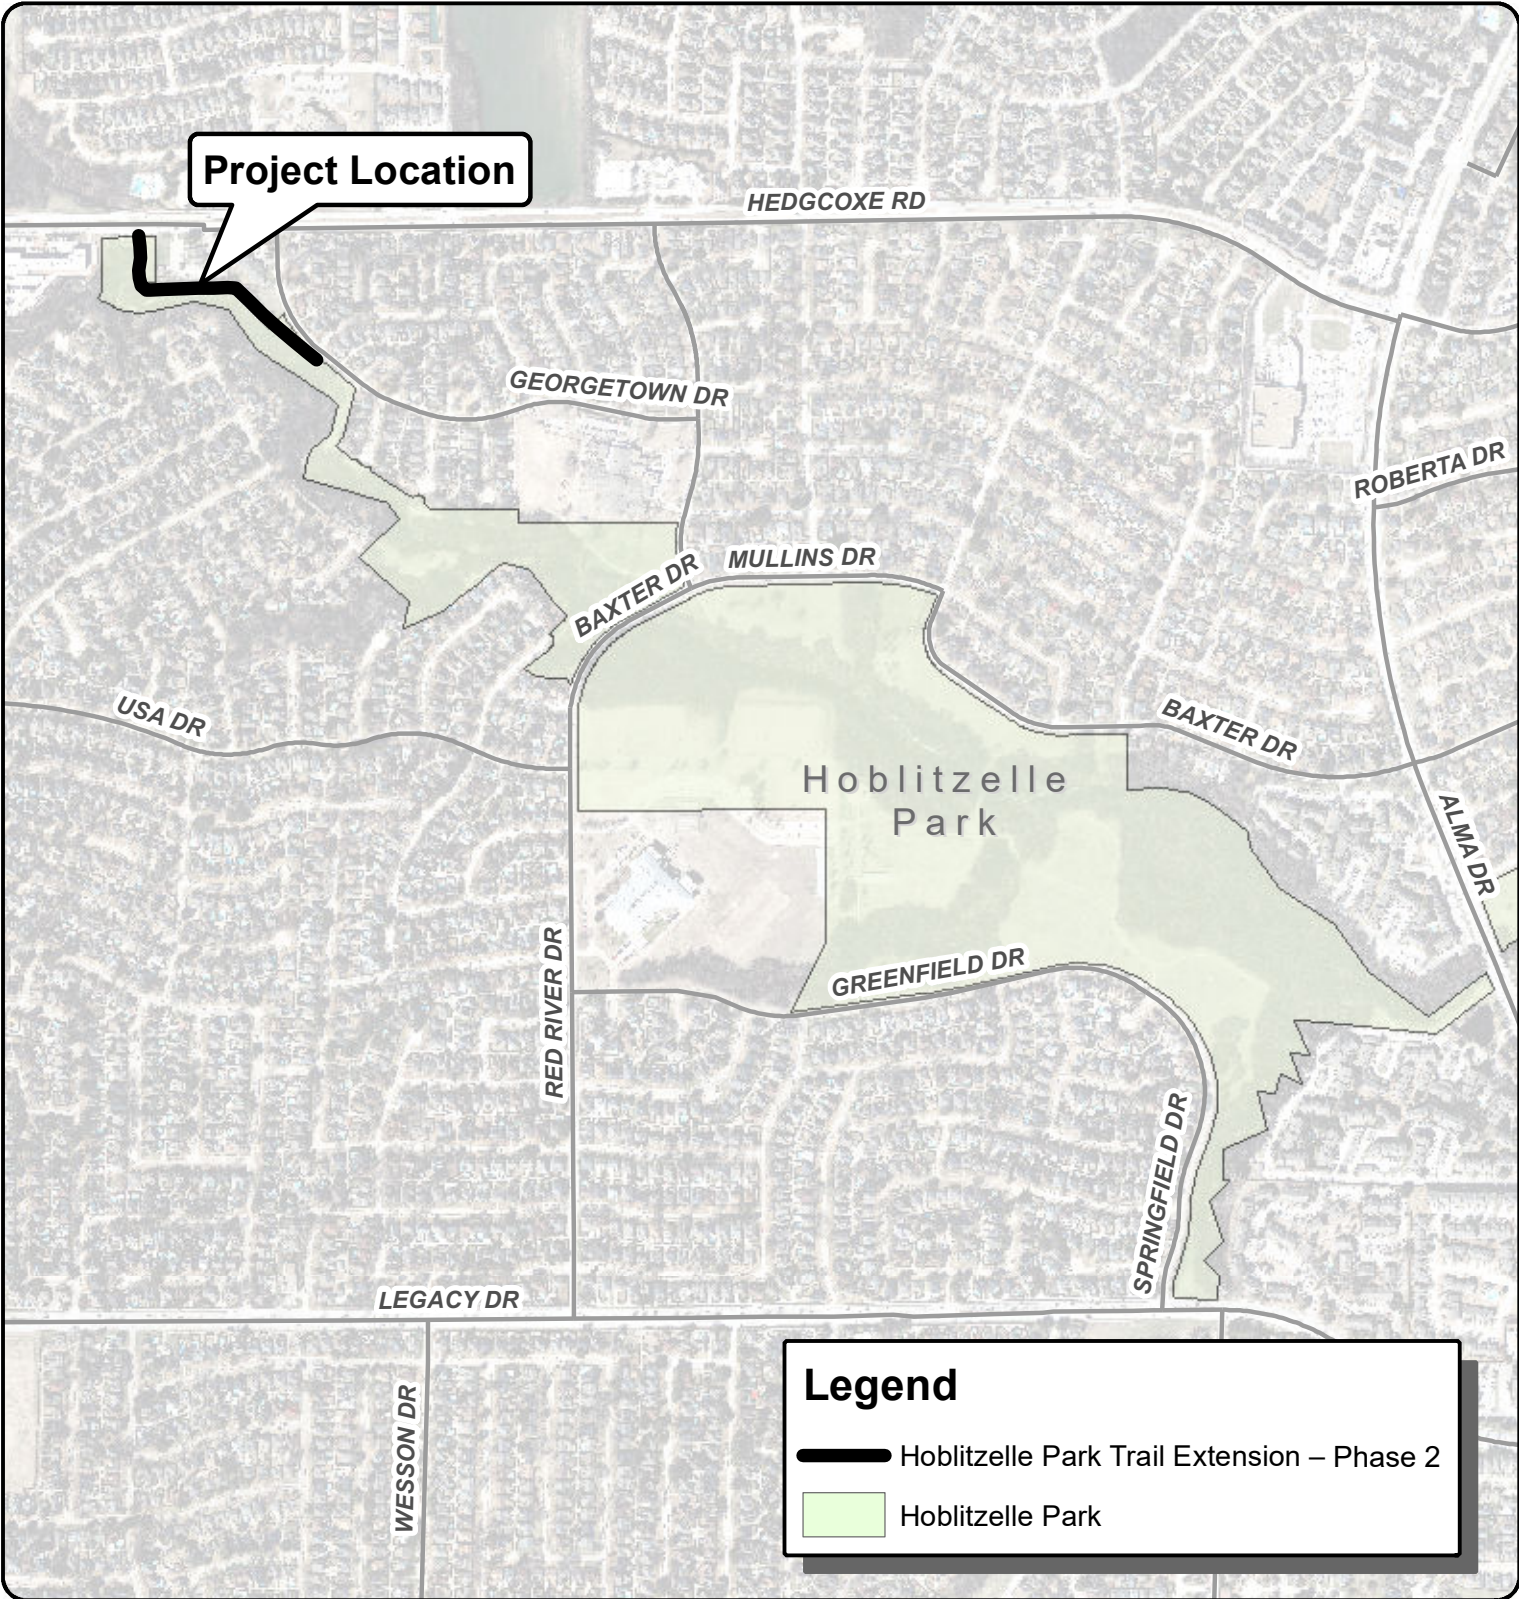 Project Location
HEDGCOXE RD
GEORGETOWN DR
ROBERTA DR
MULLINS DR
BAXTER DR
USA DR
BAXTER DR
Hoblitzelle
Park
ALMA DR
GREENFIELD DR
RED RIVER DR
SPRINGFIELD DR
LEGACY DR
WESSON DR
Legend
Hoblitzelle Park Trail Extension – Phase 2
Hoblitzelle Park